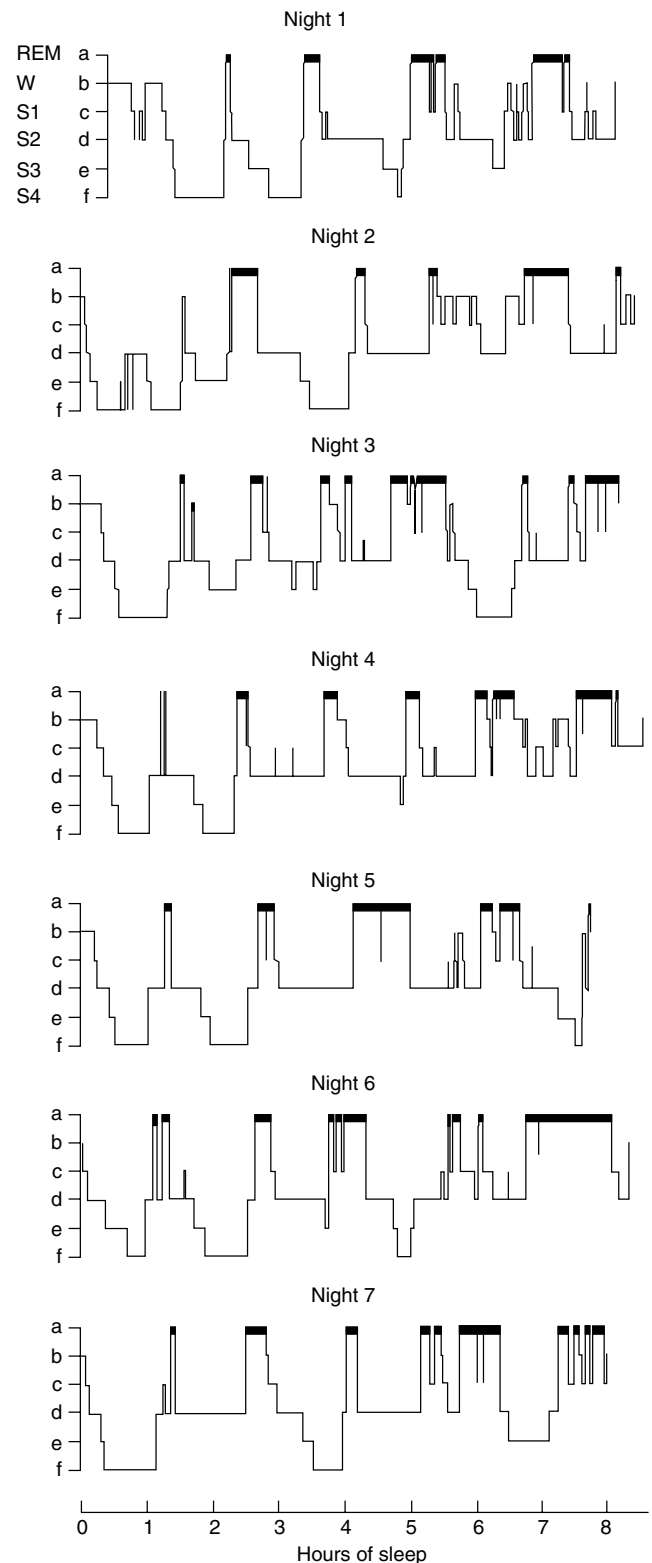 Night 1
REM a
W b
S1 c
S2 d
S3 e
S4 f
Night 2
a
b
c
d
e
f
Night 3
a
b
c
d
e
f
Night 4
a
b
c
d
e
f
Night 5
a
b
c
d
e
f
Night 6
a
b
c
d
e
f
Night 7
a
b
c
d
e
f
0 1 2 3 4 5 6 7 8
Hours of sleep